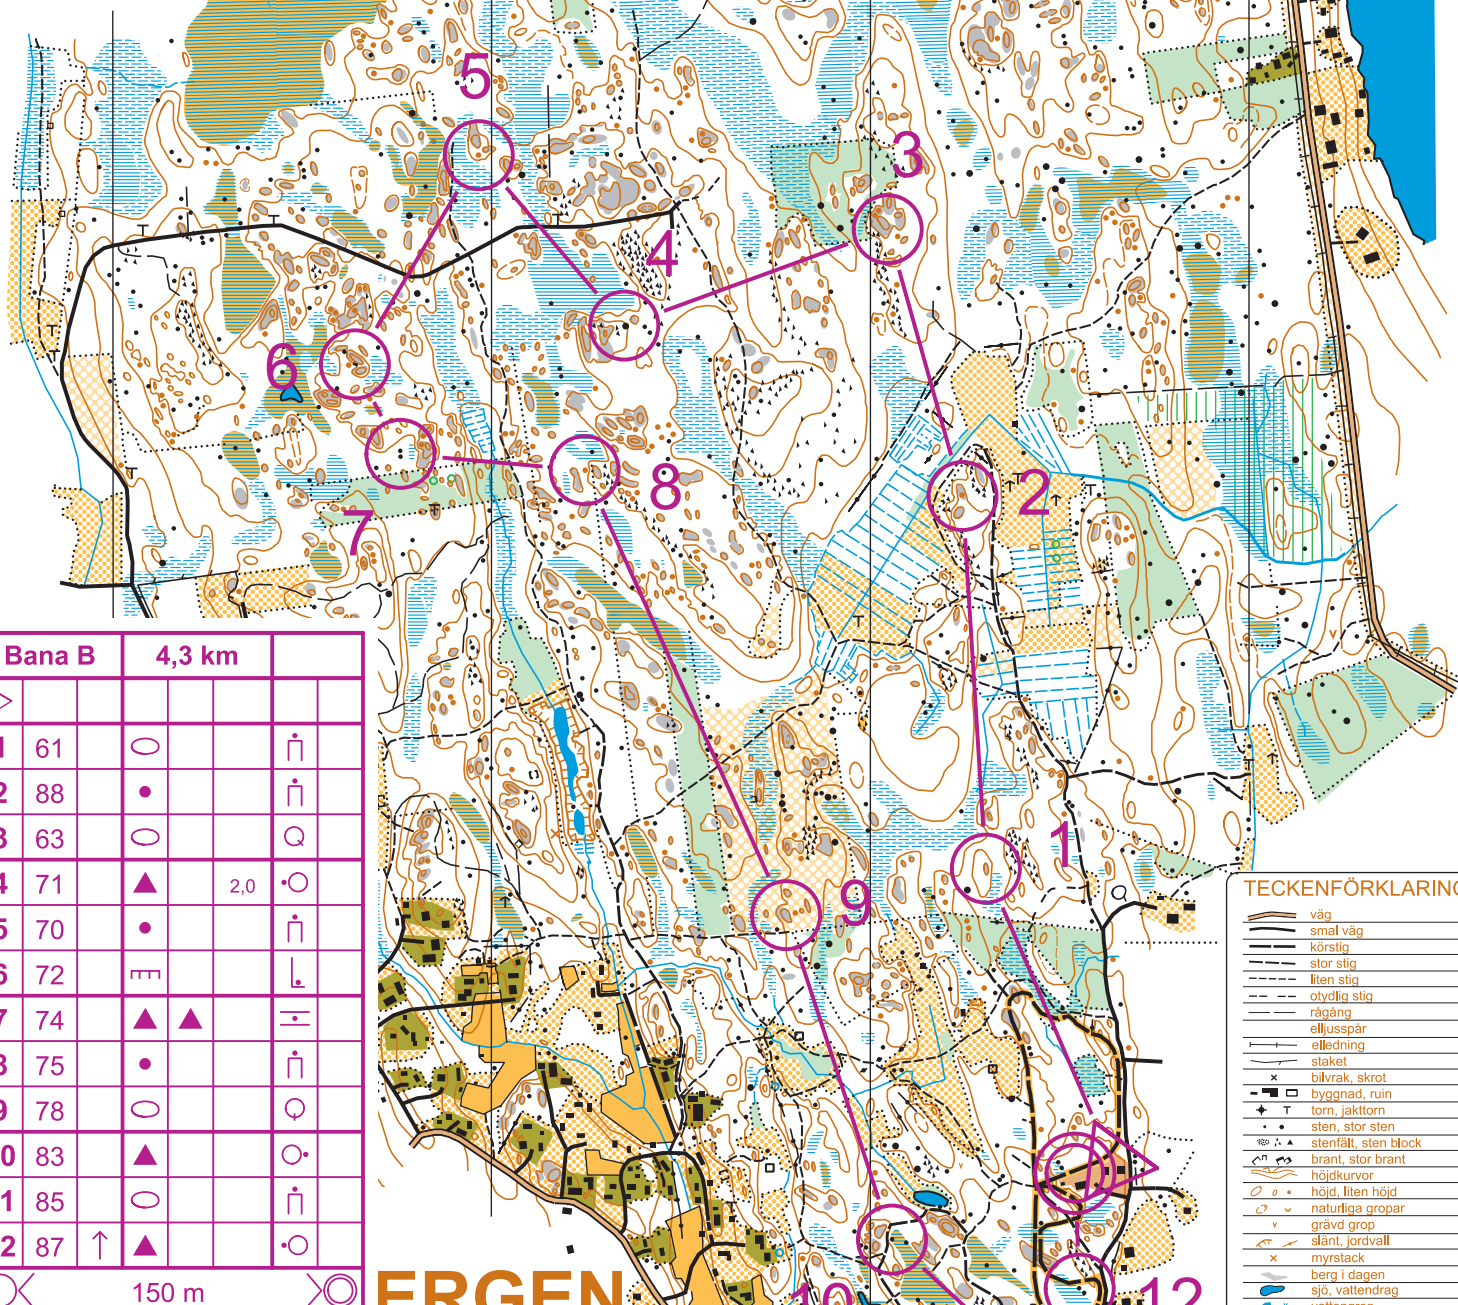 5
3
4
6
8
2
7
1
9
10
12
Bana B 4,3 km
61
88
63
71 2,0
70
72
74
75
78
83
85
87
150 m
ERGEN
TECKENFÖRKLARING
väg
smal väg
körstig
stor stig
liten stig
otydlig stig
rågång
elljusspår
elledning
staket
bilvrak, skrot
byggnad, ruin
torn, jakttorn
sten, stor sten
stenfält, sten block
brant, stor brant
höjdkurvor
höjd, liten höjd
naturliga gropar
grävd grop
slänt, jordvall
myrstack
berg i dagen
sjö, vattendrag